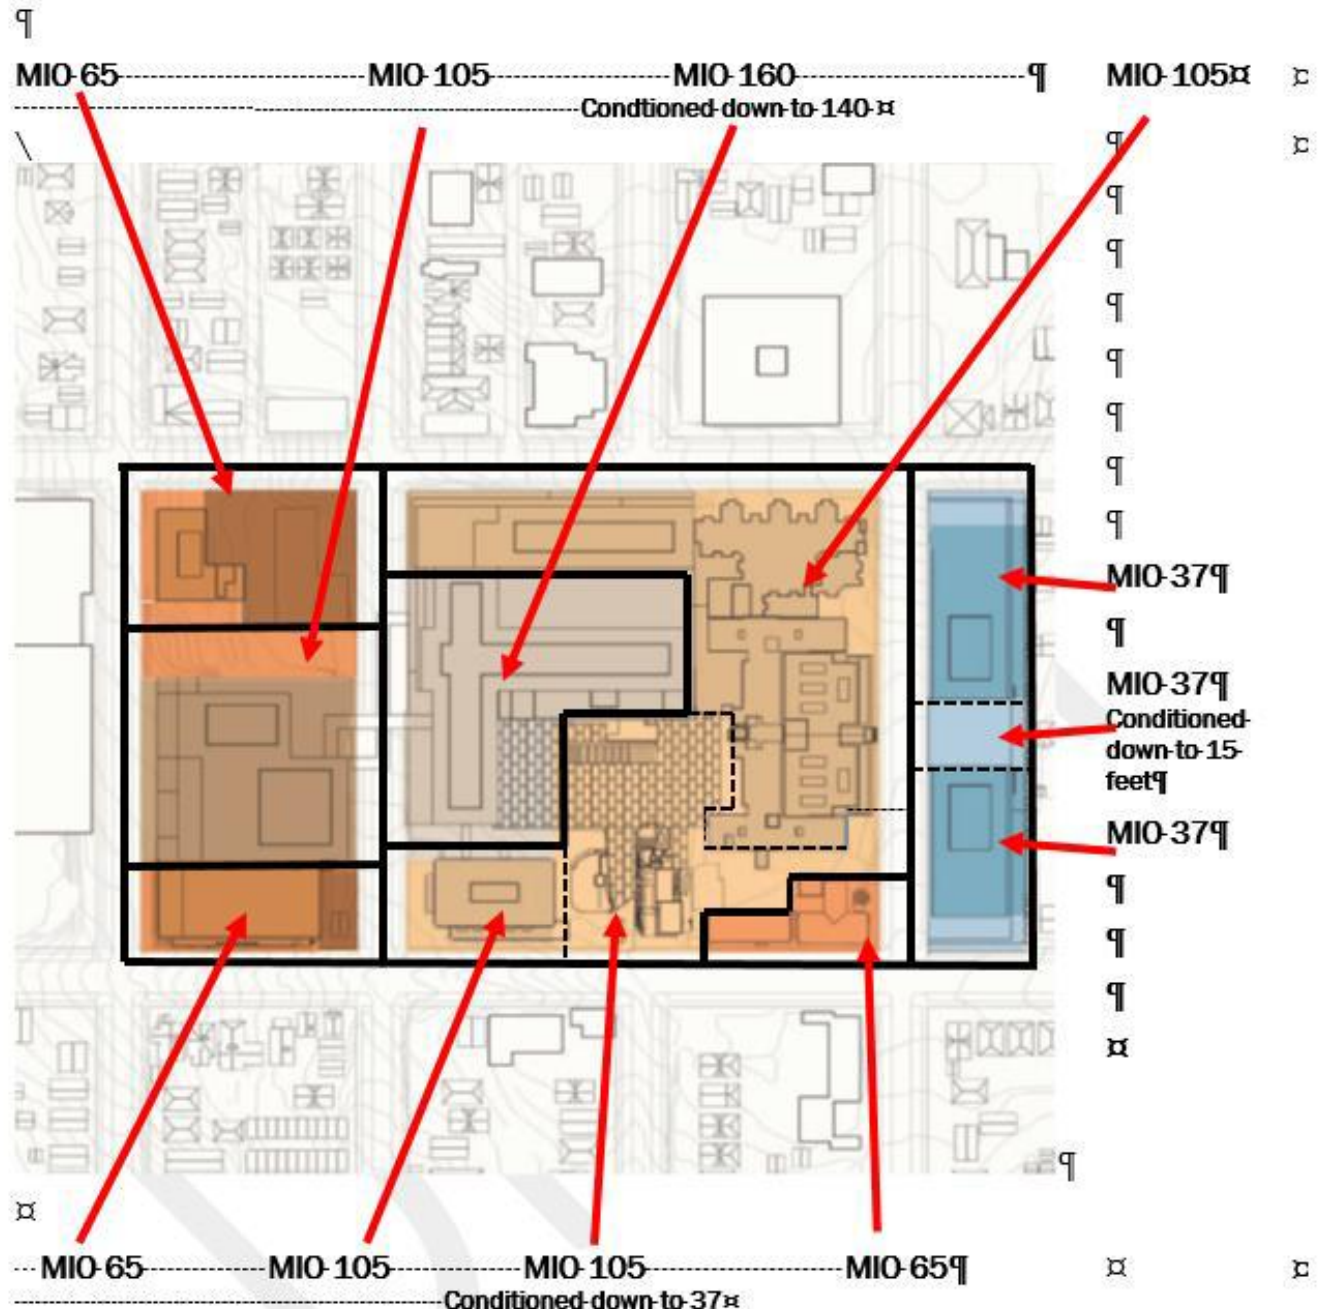 MIO 65 MIO 105 MIO 160 ¶ MIO 105¤ ¤
Condtioned down to 140 ¤
MIO 37¶
MIO 37¶
Conditioned
down to 15
feet¶
MIO 37¶
MIO 65 MIO 105 MIO 105 MIO 65¶ ¤ ¤
Conditioned down to 37¤